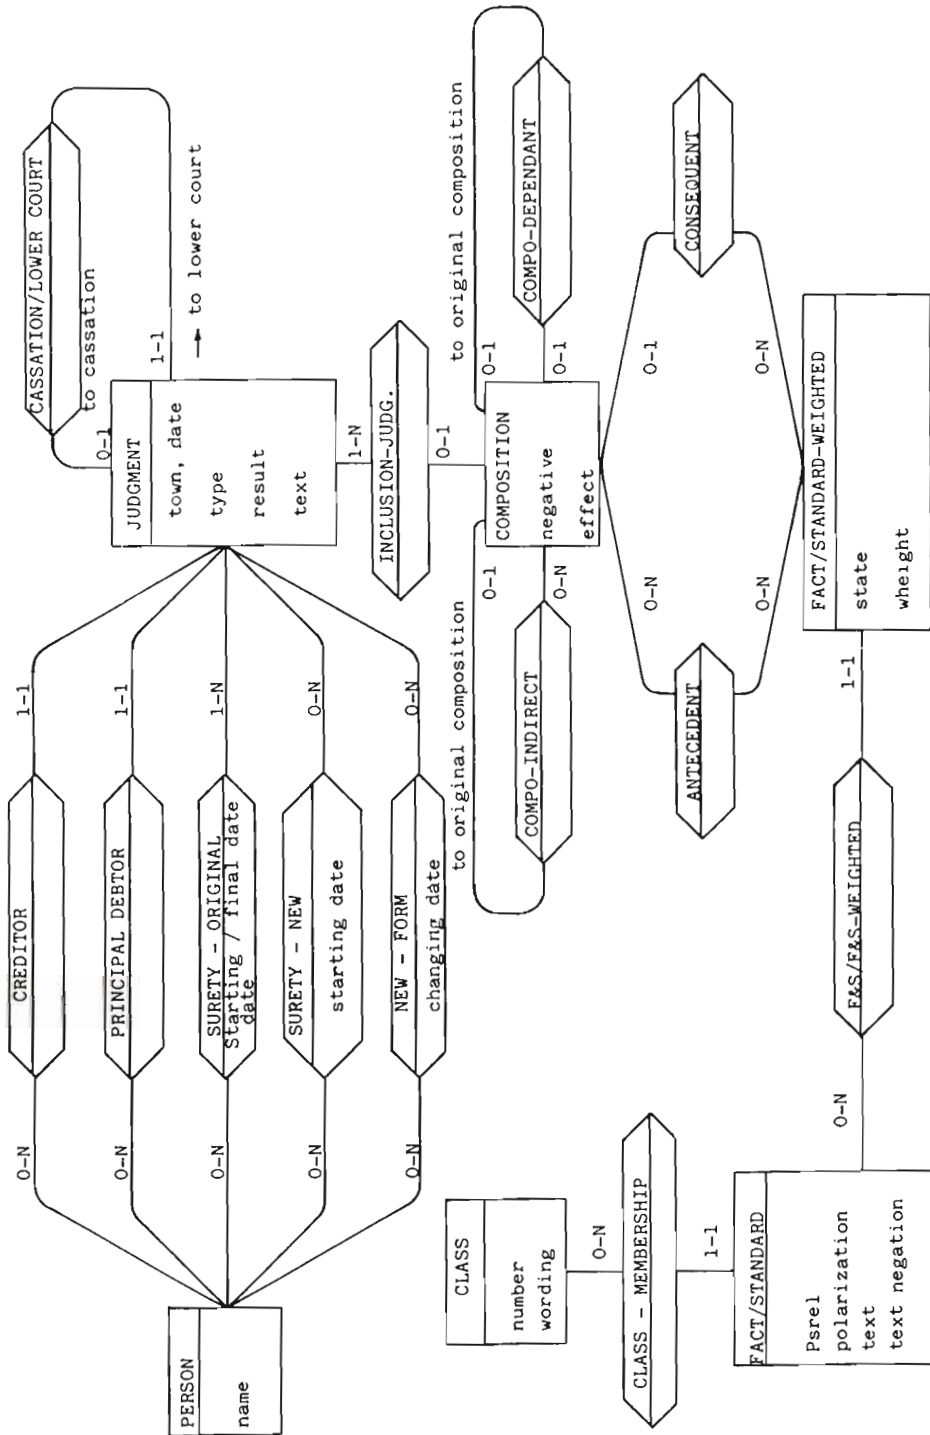 CASSATION/LOWER COURT
to cassation
0-1
1-1
→ to lower court
JUDGMENT
town, date
type
result
text
CREDITOR
0-N
1-1
PRINCIPAL DEBTOR
0-N
1-1
SURETY - ORIGINAL
Starting / final date
date
0-N
1-N
SURETY - NEW
starting date
0-N
0-N
NEW - FORM
changing date
0-N
0-N
PERSON
name
1-N
INCLUSION-JUDG.
0-1
to original composition
0-1
COMPO-INDIRECT
0-N
COMPOSITION
negative
effect
to original composition
0-1
COMPO-DEPENDANT
0-1
ANTECEDENT
0-N
0-N
CONSEQUENT
0-1
0-N
CLASS
number
wording
0-N
CLASS - MEMBERSHIP
1-1
FACT/STANDARD
Psrel
polarization
text
text negation
0-N
F&S/F&S-WEIGHTED
1-1
FACT/STANDARD-WEIGHTED
state
wheight